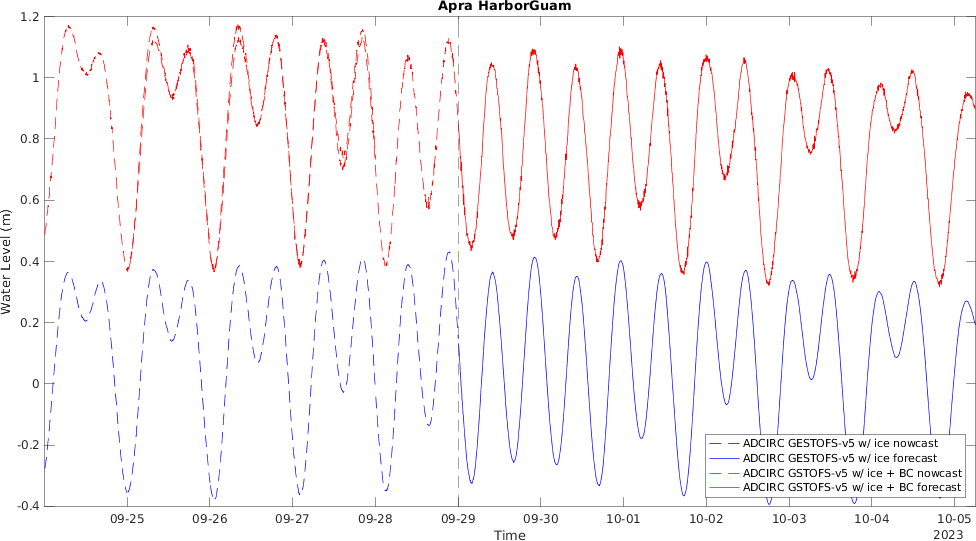 Apra HarborGuam
1.2
1
0.8
0.6
0.4
0.2
0
-0.2
-0.4
Water Level (m)
ADCIRC GESTOFS-v5 w/ ice nowcast
ADCIRC GESTOFS-v5 w/ ice forecast
ADCIRC GSTOFS-v5 w/ ice + BC nowcast
ADCIRC GSTOFS-v5 w/ ice + BC forecast
09-25 09-26 09-27 09-28 09-29 09-30 10-01 10-02 10-03 10-04 10-05
2023
Time